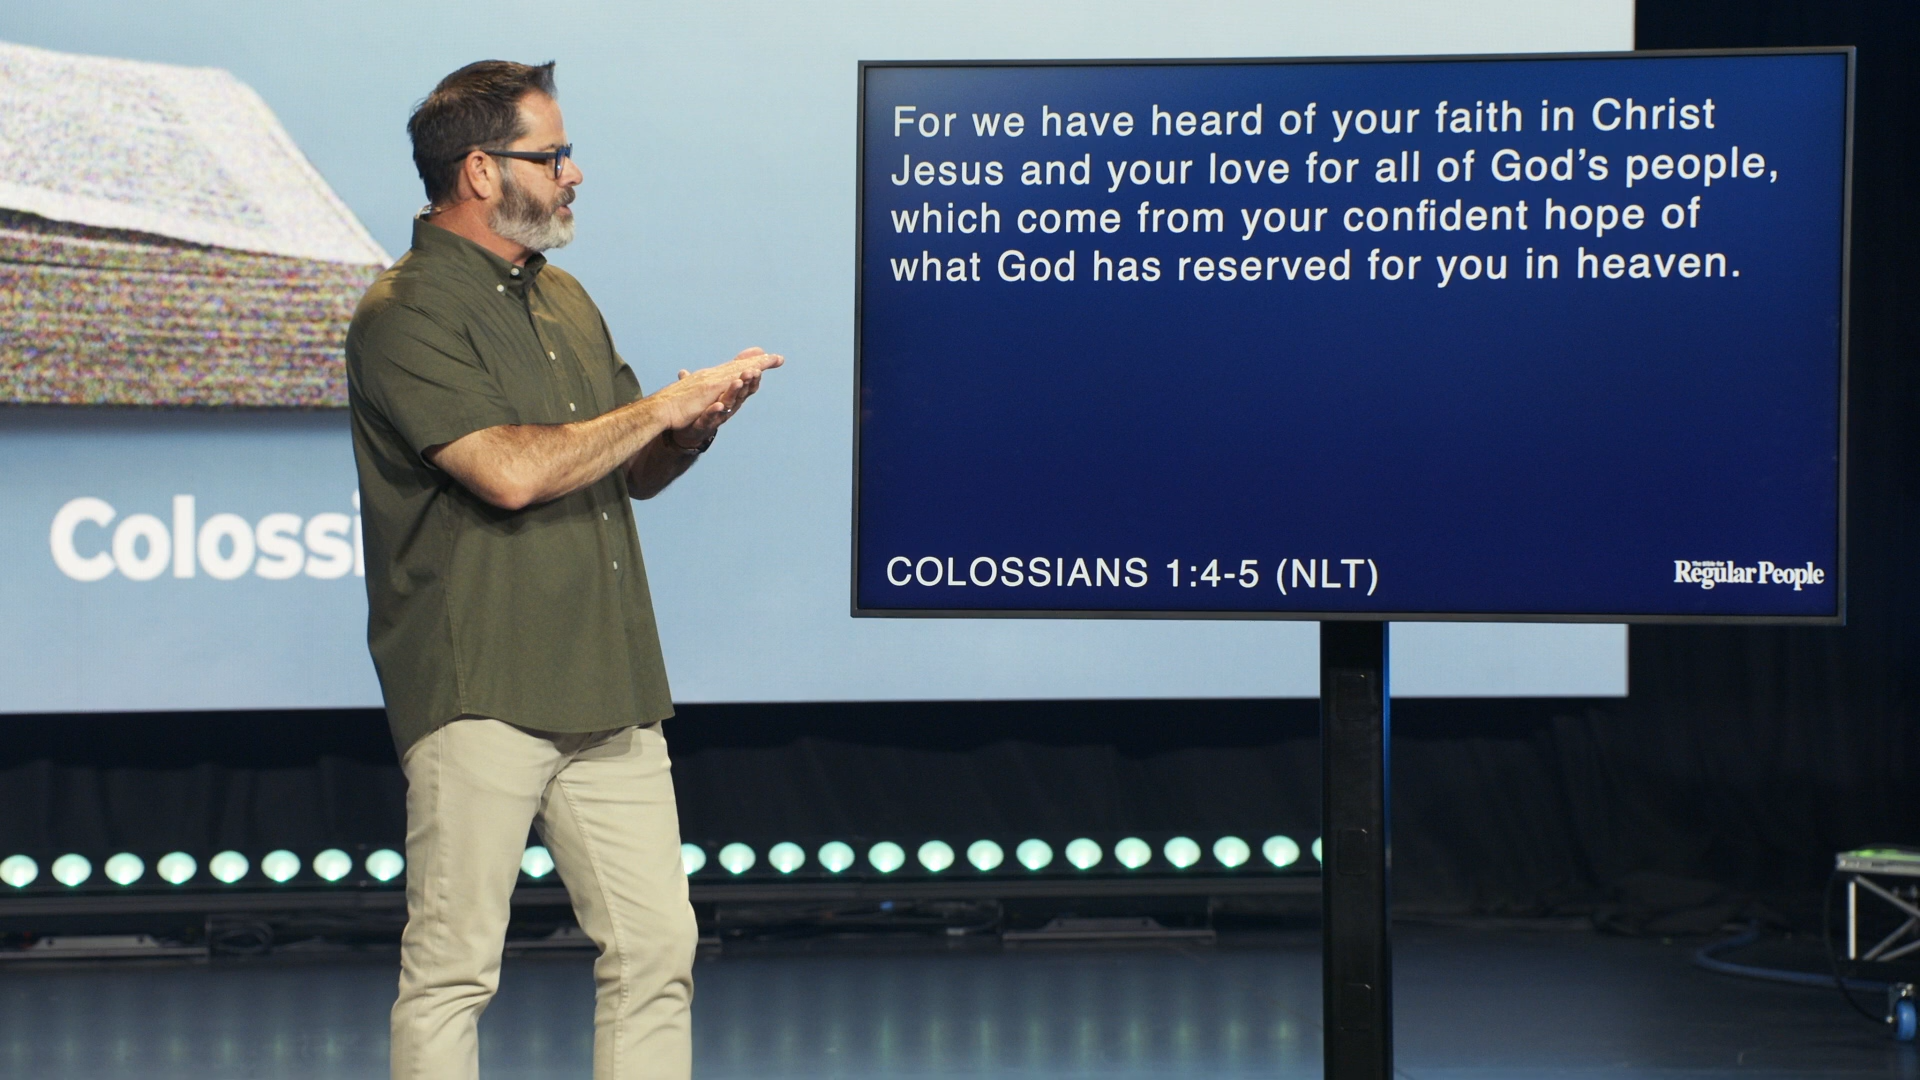 For we have heard of your faith in Christ
Jesus and your love for all of God's people,
which come from your confident hope of
what God has reserved for you in heaven.
COLOSSIANS 1:4-5 (NLT)
Regular People
Colossi